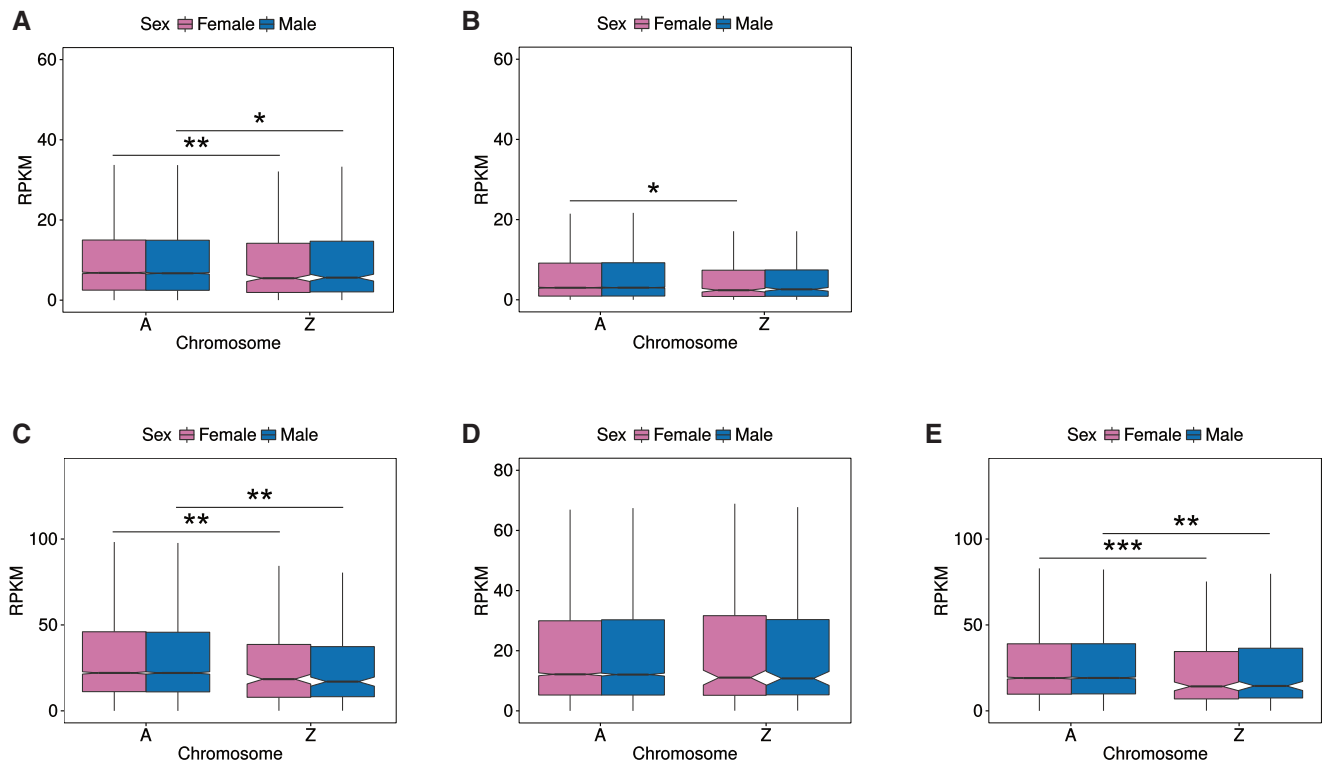 A
Sex Female Male
60
40
20
0
RPKM
*
**
A Z
Chromosome
B
Sex Female Male
60
40
20
0
RPKM
*
A Z
Chromosome
C
Sex Female Male
100
50
0
RPKM
**
**
A Z
Chromosome
D
Sex Female Male
80
60
40
20
0
RPKM
A Z
Chromosome
E
Sex Female Male
100
50
0
RPKM
**
***
A Z
Chromosome